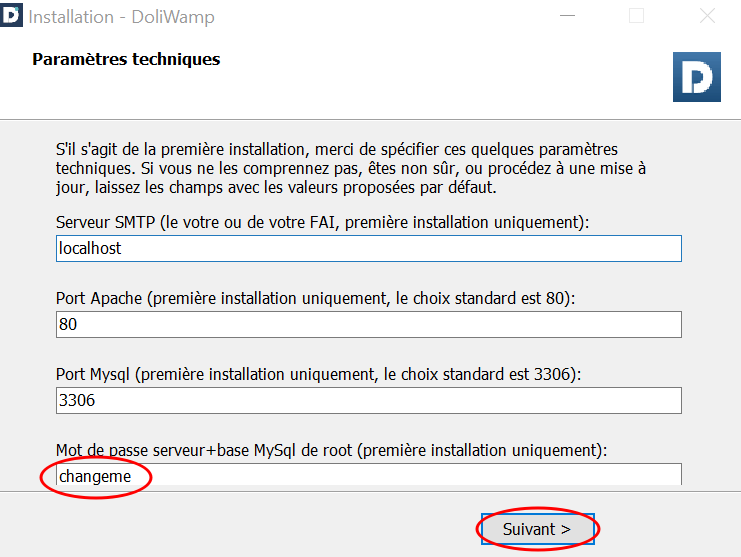 Installation - DoliWamp
Paramètres techniques
D
S'il s'agit de la première installation, merci de spécifier ces quelques paramètres
techniques. Si vous ne les comprennez pas, êtes non sûr, ou procédez à une mise à
jour, laissez les champs avec les valeurs proposées par défaut.
Serveur SMTP (le votre ou de votre FAI, première installation uniquement):
localhost
Port Apache (première installation uniquement, le choix standard est 80):
80
Port Mysql (première installation uniquement, le choix standard est 3306):
3306
Mot de passe serveur+base MySql de root (première installation uniquement):
changeme
Suivant >